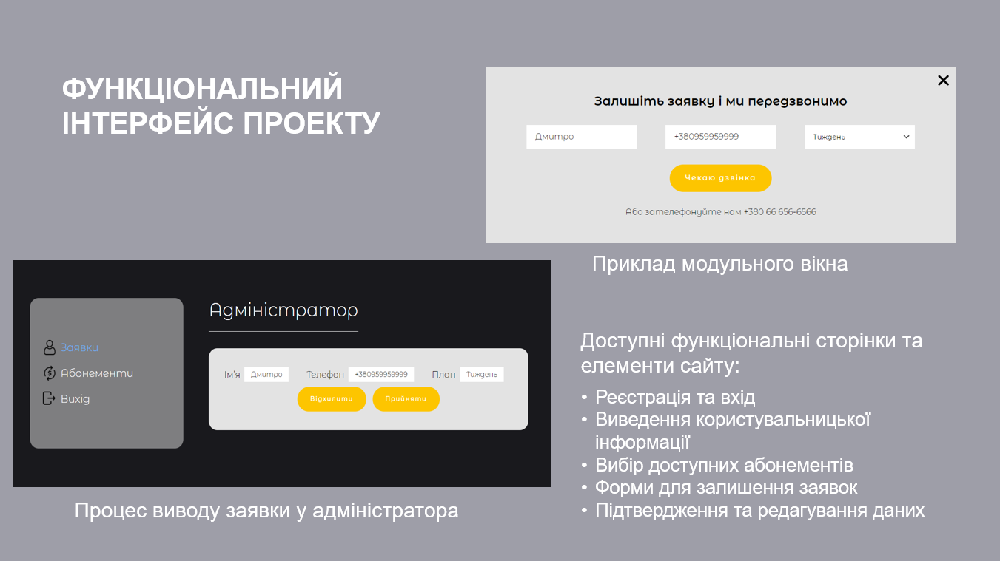 ФУНКЦІОНАЛЬНИЙ
ІНТЕРФЕЙС ПРОЕКТУ
Залишіть заявку і ми передзвонимо
Дмитро
+380959959999
Тиждень
Чекаю дзвінка
Або зателефонуйте нам +380 66 656-6566
Приклад модульного вікна
Заявки
Абонементи
Вихід
Адміністратор
Ім'я Дмитро Телефон +380959959999 План Тиждень
Відхилити Прийняти
Процес виводу заявки у адміністратора
Доступні функціональні сторінки та
елементи сайту:
• Реєстрація та вхід
• Виведення користувальницької
інформації
• Вибір доступних абонементів
• Форми для залишення заявок
• Підтвердження та редагування даних